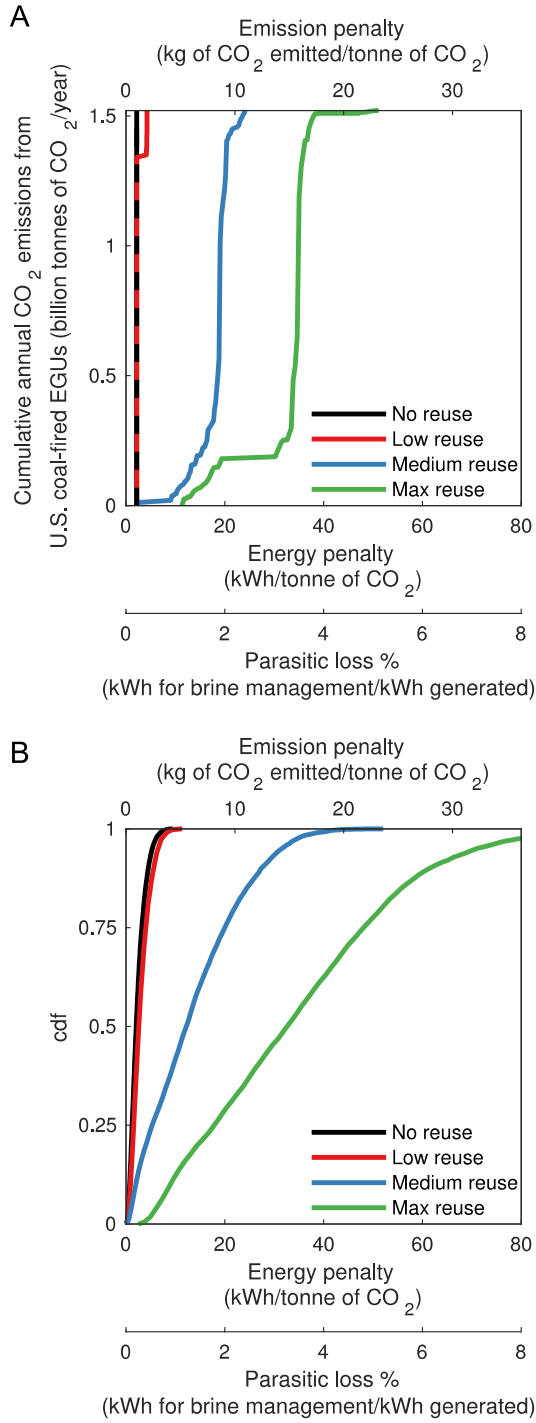 A
Emission penalty
(kg of CO2 emitted/tonne of CO2)
0 10 20 30
Cumulative annual CO2 emissions from
U.S. coal-fired EGUs (billion tonnes of CO2/year)
1.5
1
0.5
0
No reuse
Low reuse
Medium reuse
Max reuse
0 20 40 60 80
Energy penalty
(kWh/tonne of CO2)
0 2 4 6 8
Parasitic loss %
(kWh for brine management/kWh generated)
B
Emission penalty
(kg of CO2 emitted/tonne of CO2)
0 10 20 30
cdf
1
0.75
0.5
0.25
0
No reuse
Low reuse
Medium reuse
Max reuse
0 20 40 60 80
Energy penalty
(kWh/tonne of CO2)
0 2 4 6 8
Parasitic loss %
(kWh for brine management/kWh generated)